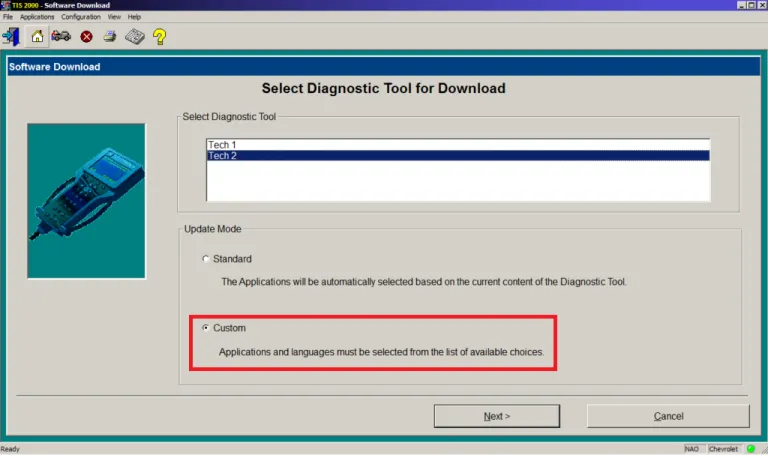 TIS 2000 - Software Download
File Applications Configuration View Help
Software Download
Select Diagnostic Tool for Download
Select Diagnostic Tool
Tech 1
Tech 2
Update Mode
Standard
The Applications will be automatically selected based on the current content of the Diagnostic Tool.
Custom
Applications and languages must be selected from the list of available choices.
Next > Cancel
Ready NAO Chevrolet